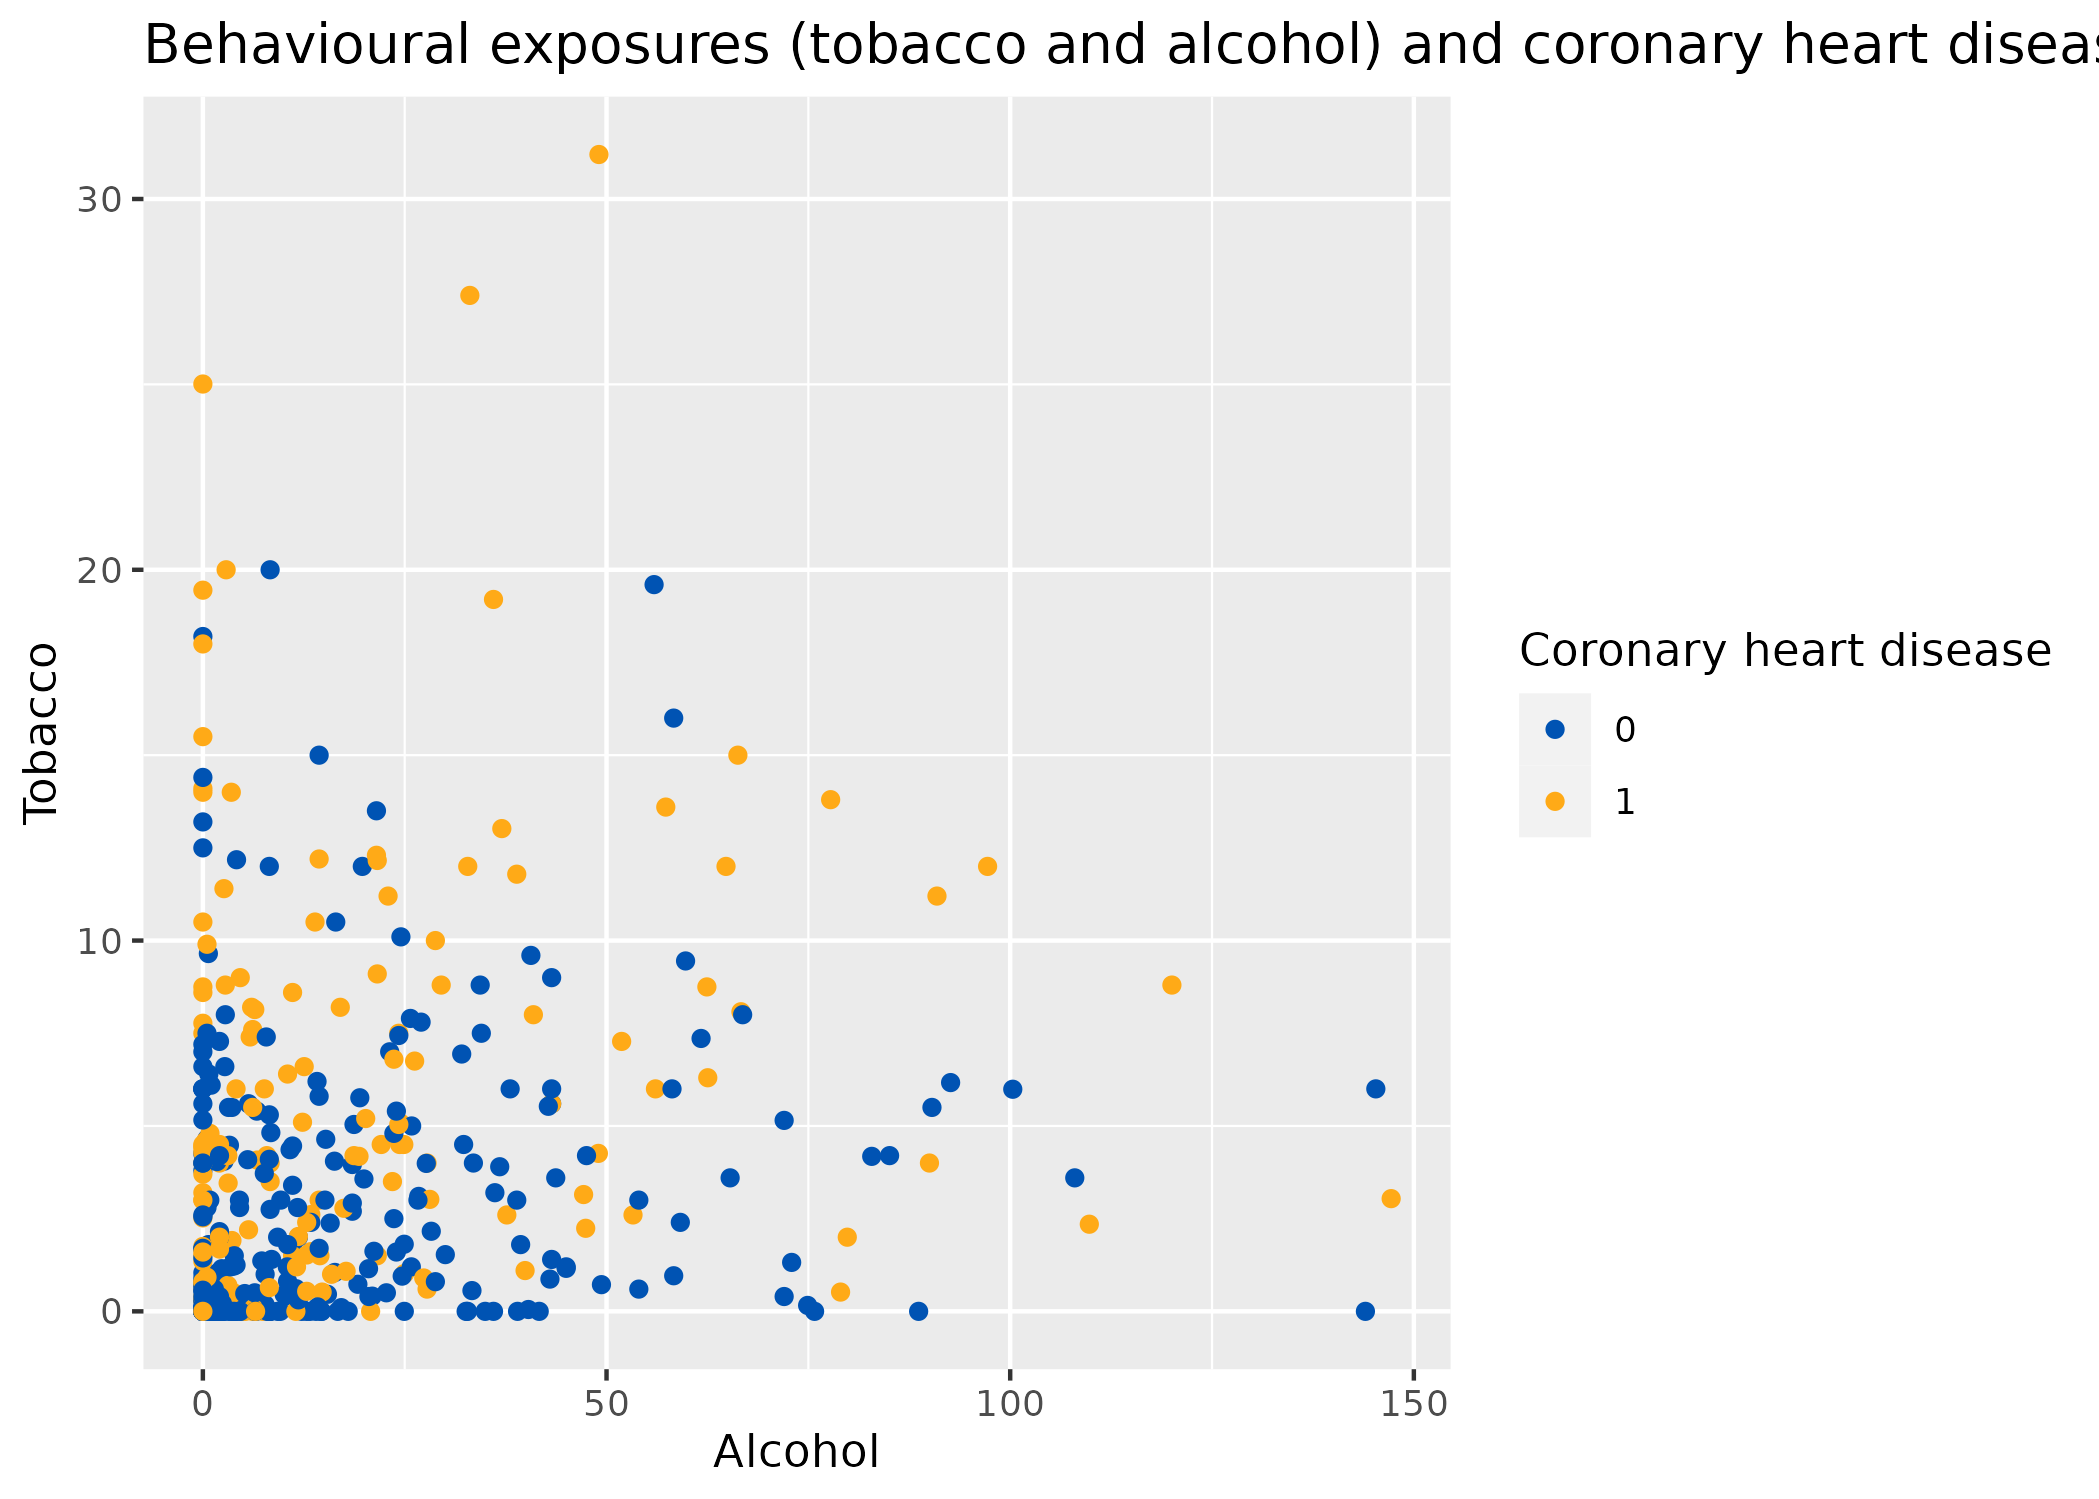 Behavioural exposures (tobacco and alcohol) and coronary heart diseas
30
20
10
0
Tobacco
0 50 100 150
Alcohol
Coronary heart disease
0
1